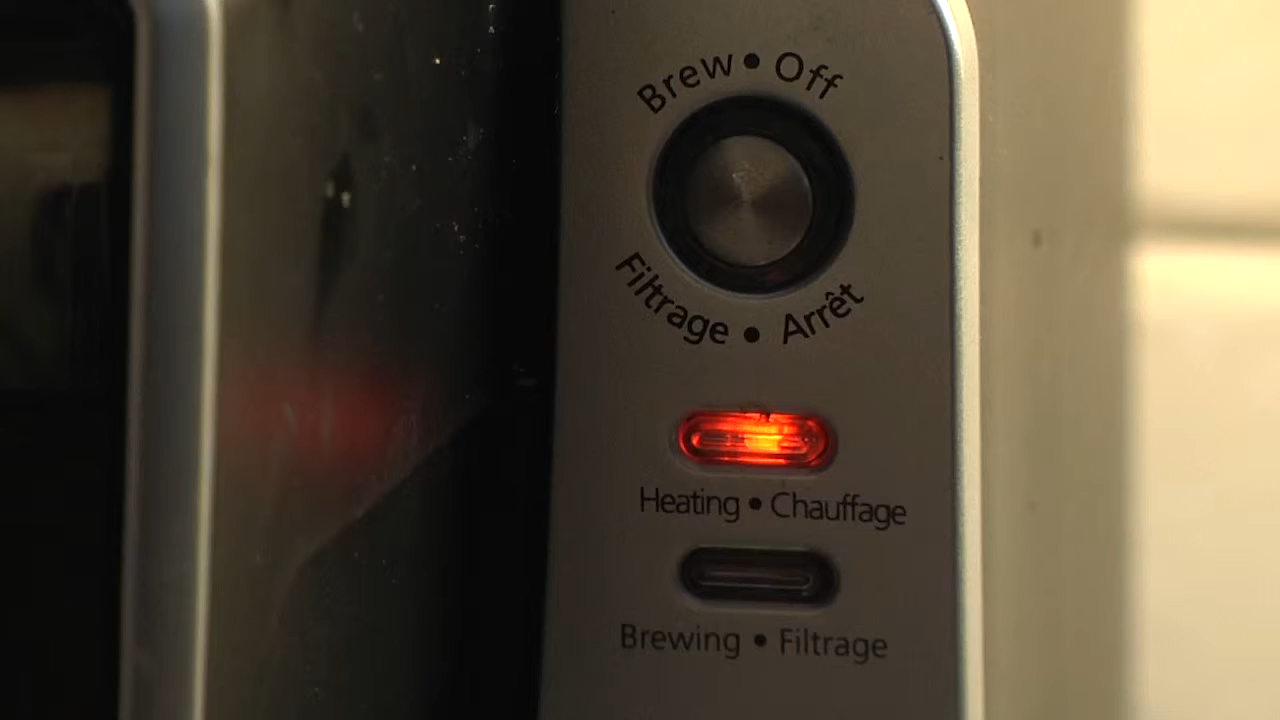 Brew • Off
Filtrage • Arrêt
Heating • Chauffage
Brewing • Filtrage